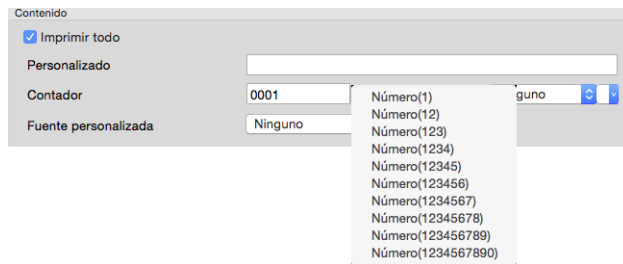 Contenido
Imprimir todo
Personalizado
Contador 0001 guno
Fuente personalizada Ninguno
Número(1)
Número(12)
Número(123)
Número(1234)
Número(12345)
Número(123456)
Número(1234567)
Número(12345678)
Número(123456789)
Número(1234567890)